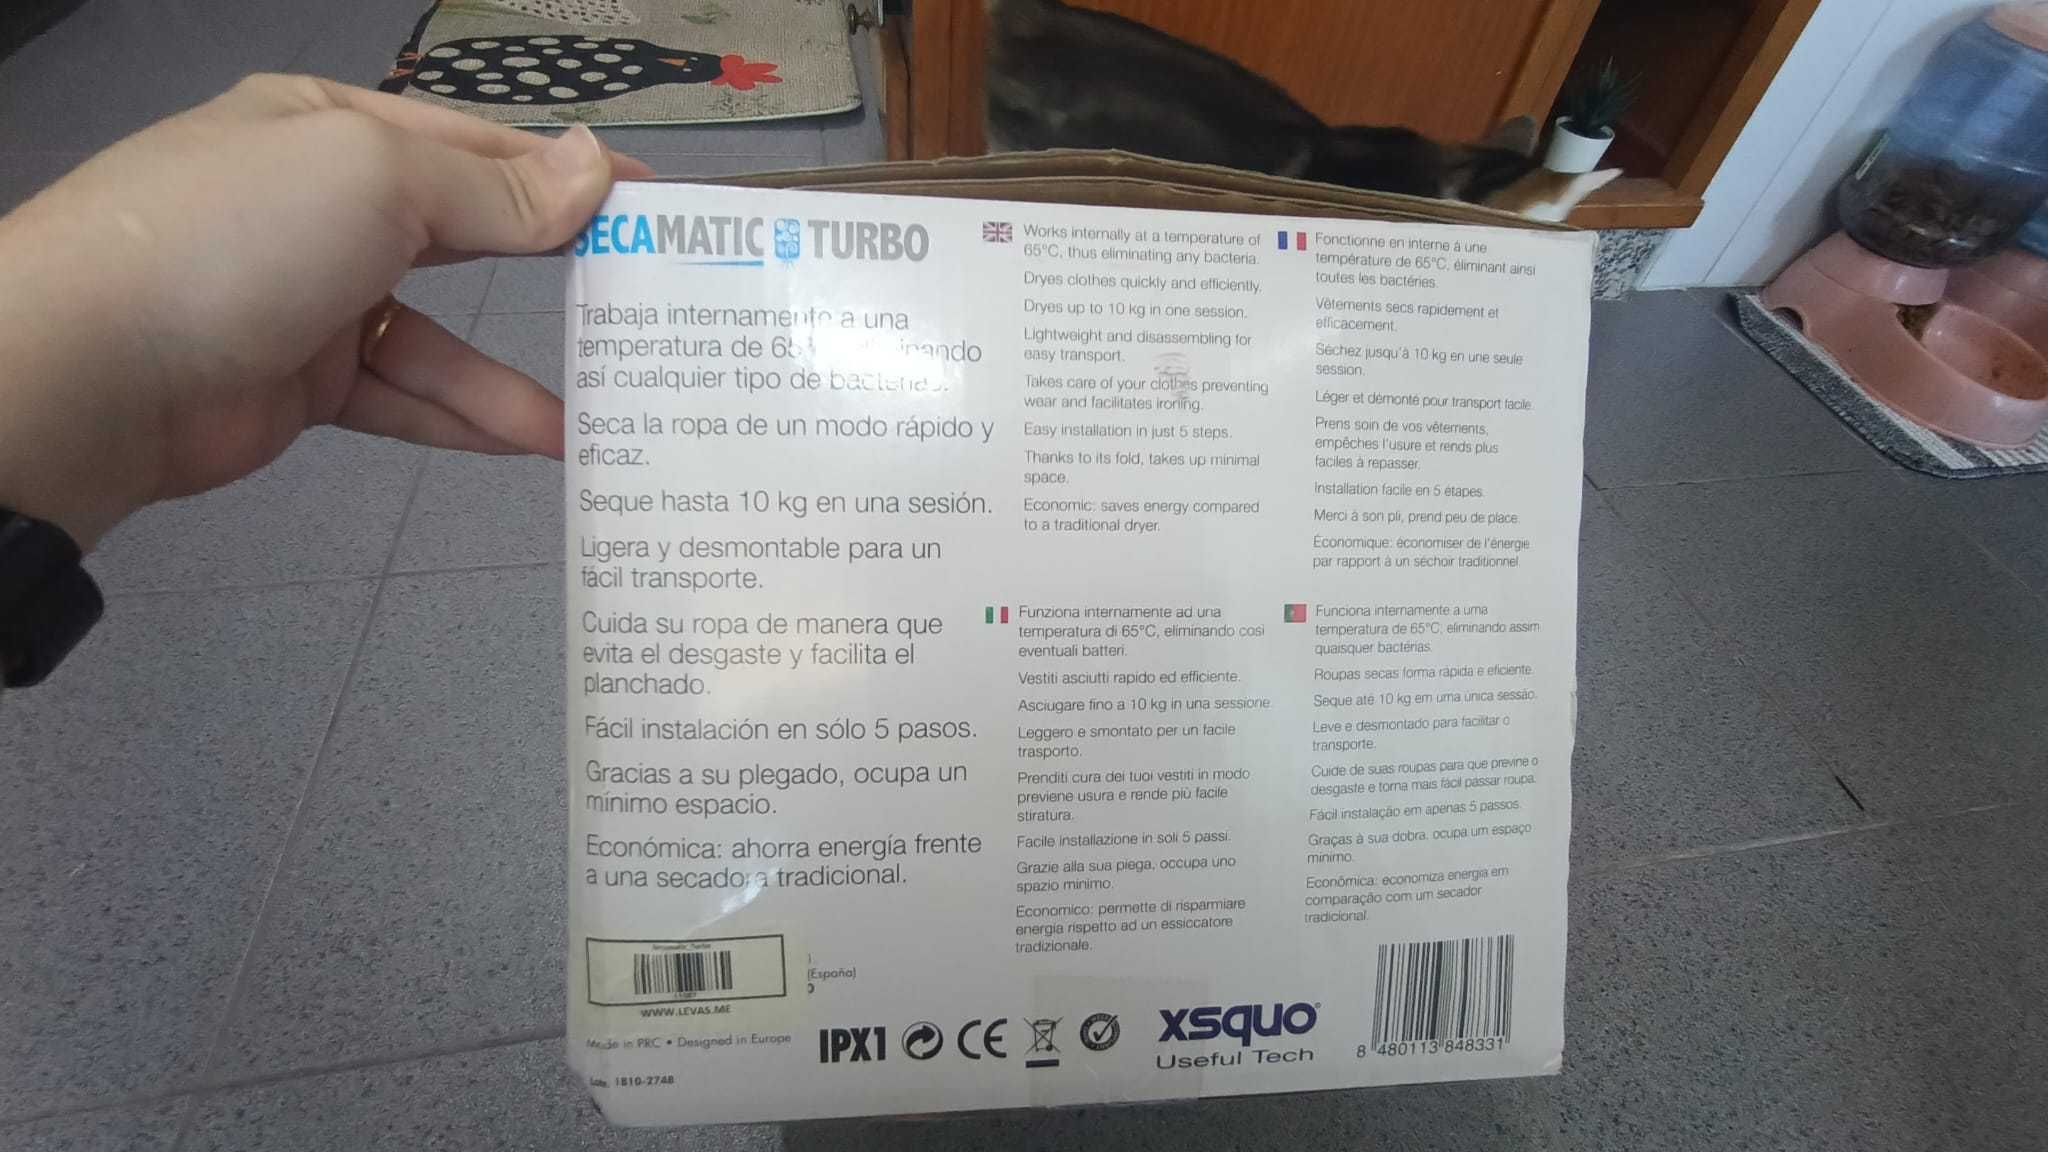 SECAMATIC TURBO
Trabaja internamente a una
temperatura de 65 eliminando
así cualquier tipo de bacterias.
Seca la ropa de un modo rápido y
eficaz.
Seque hasta 10 kg en una sesión.
Ligera y desmontable para un
fácil transporte.
Cuida su ropa de manera que
evita el desgaste y facilita el
planchado.
Fácil instalación en sólo 5 pasos.
Gracias a su plegado, ocupa un
mínimo espacio.
Económica: ahorra energía frente
a una secadora tradicional.
Works internally at a temperature of
65°C, thus eliminating any bacteria.
Dryes clothes quickly and efficiently.
Dryes up to 10 kg in one session.
Lightweight and disassembling for
easy transport.
Takes care of your clothes preventing
wear and facilitates ironing.
Easy installation in just 5 steps.
Thanks to its fold, takes up minimal
space.
Economic: saves energy compared
to a traditional dryer.
Fonctionne en interne à une
température de 65°C, éliminant ainsi
toutes les bactéries.
Vêtements secs rapidement et
efficacement.
Séchez jusqu'à 10 kg en une seule
session.
Léger et démonté pour transport facile.
Prens soin de vos vêtements,
empêches l'usure et rends plus
faciles à repasser.
Installation facile en 5 étapes.
Merci à son pli, prend peu de place.
Économique: économiser de l'énergie
par rapport à un séchoir traditionnel.
Funziona internamente ad una
temperatura di 65°C, eliminando così
eventuali batteri.
Vestiti asciutti rapido ed efficiente.
Asciugare fino a 10 kg in una sessione.
Leggero e smontato per un facile
trasporto.
Prenditi cura dei tuoi vestiti in modo
previene usura e rende più facile
stiratura.
Facile installazione in soli 5 passi.
Grazie alla sua piega, occupa uno
spazio minimo.
Economico: permette di risparmiare
energia rispetto ad un essiccatore
tradizionale.
Funciona internamente a uma
temperatura de 65°C, eliminando assim
quaisquer bactérias.
Roupas secas forma rápida e eficiente.
Seque até 10 kg em uma única sessão.
Leve e desmontado para facilitar o
transporte.
Cuide de suas roupas para que previne o
desgaste e torna mais fácil passar roupa.
Fácil instalação em apenas 5 passos.
Graças à sua dobra, ocupa um espaço
mínimo.
Econômica: economiza energia em
comparação com um secador
tradicional.
(España)
WWW.LEVAS.ME
Made in PRC • Designed in Europe
Lote. 1810-2748
IPX1 CE
xsquo
Useful Tech
8 480113 848331